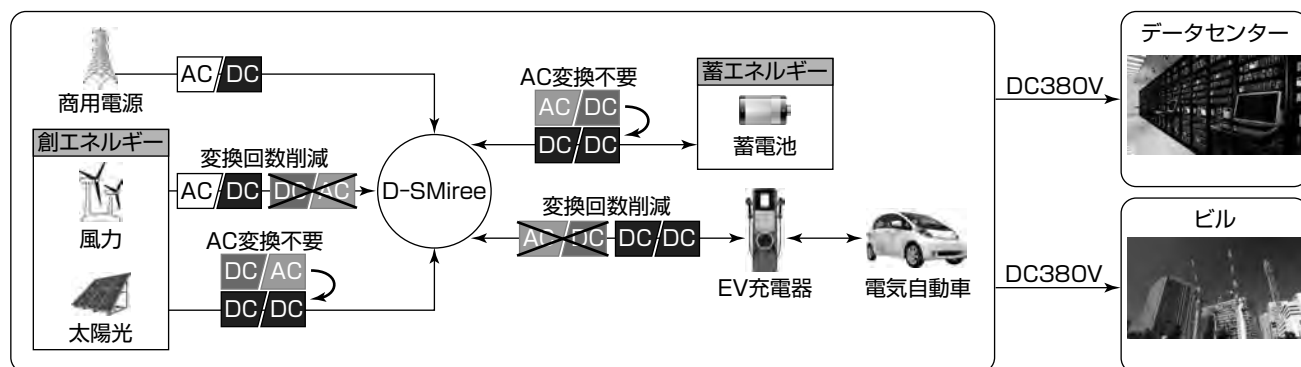 商用電源
AC/DC
創エネルギー
風力
太陽光
変換回数削減
AC/DC DC/AC
AC変換不要
DC/AC
DC/DC
D-SMiree
AC変換不要
AC/DC
DC/DC
蓄エネルギー
蓄電池
変換回数削減
AC/DC DC/DC
EV充電器
電気自動車
DC380V
データセンター
DC380V
ビル